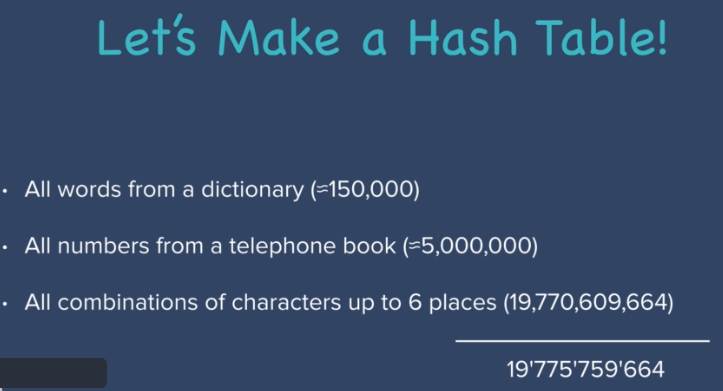 Let's Make a Hash Table!
· All words from a dictionary (≈150,000)
· All numbers from a telephone book (≈5,000,000)
· All combinations of characters up to 6 places (19,770,609,664)
19'775'759'664